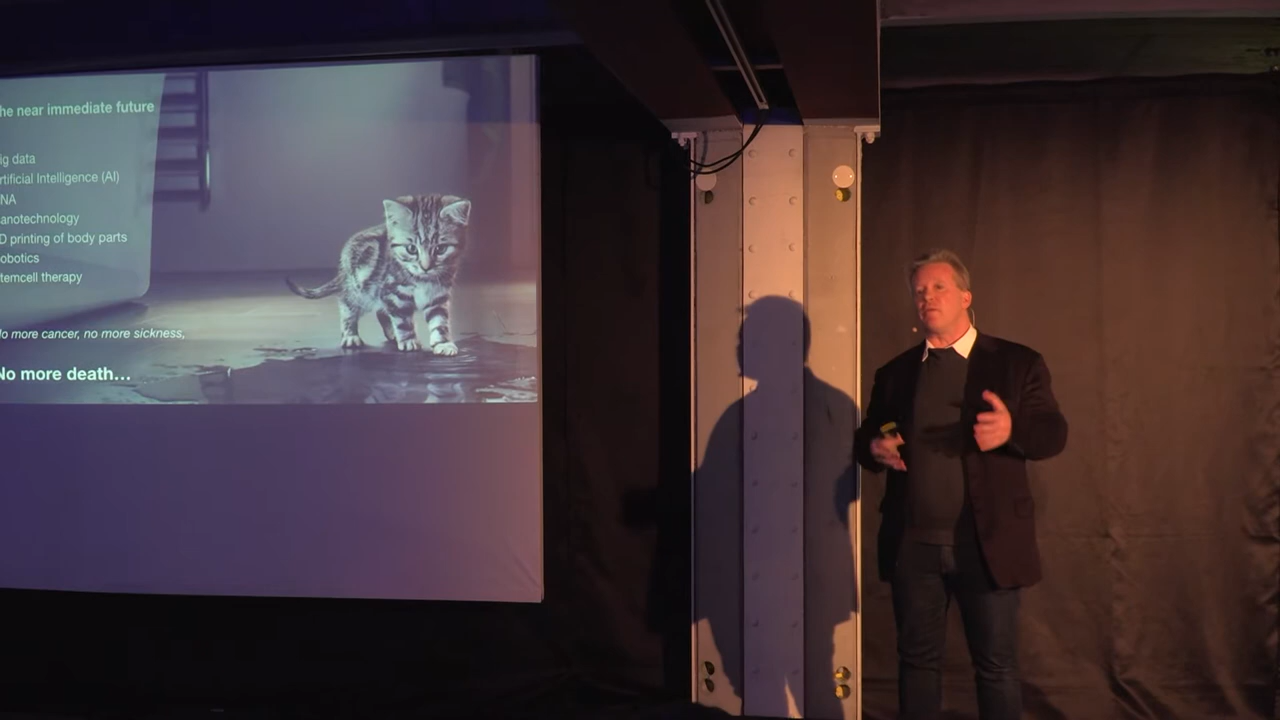 he near immediate future
ig data
rtificial Intelligence (AI)
NA
anotechnology
D printing of body parts
obotics
temcell therapy
lo more cancer, no more sickness,
No more death...